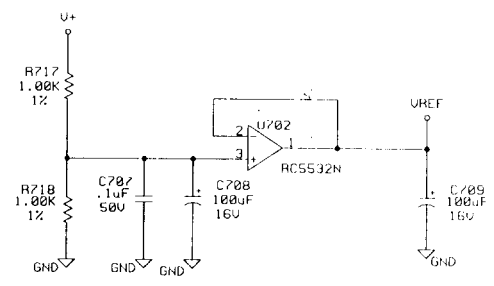 V+
R717
1.00K
1%
U702
2
3
+
1
RC5532N
VREF
R718
1.00K
1%
C707
.1uF
50V
+
C708
100uF
16V
+
C709
100uF
16V
GND
GND
GND
GND